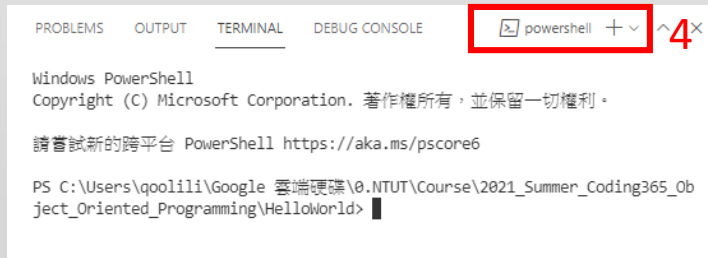 PROBLEMS OUTPUT TERMINAL DEBUG CONSOLE powershell 4
Windows PowerShell
Copyright (C) Microsoft Corporation. 著作權所有，並保留一切權利。
請嘗試新的跨平台 PowerShell https://aka.ms/pscore6
PS C:\Users\qoolili\Google 雲端硬碟\0.NTUT\Course\2021_Summer_Coding365_Ob
ject_Oriented_Programming\HelloWorld>